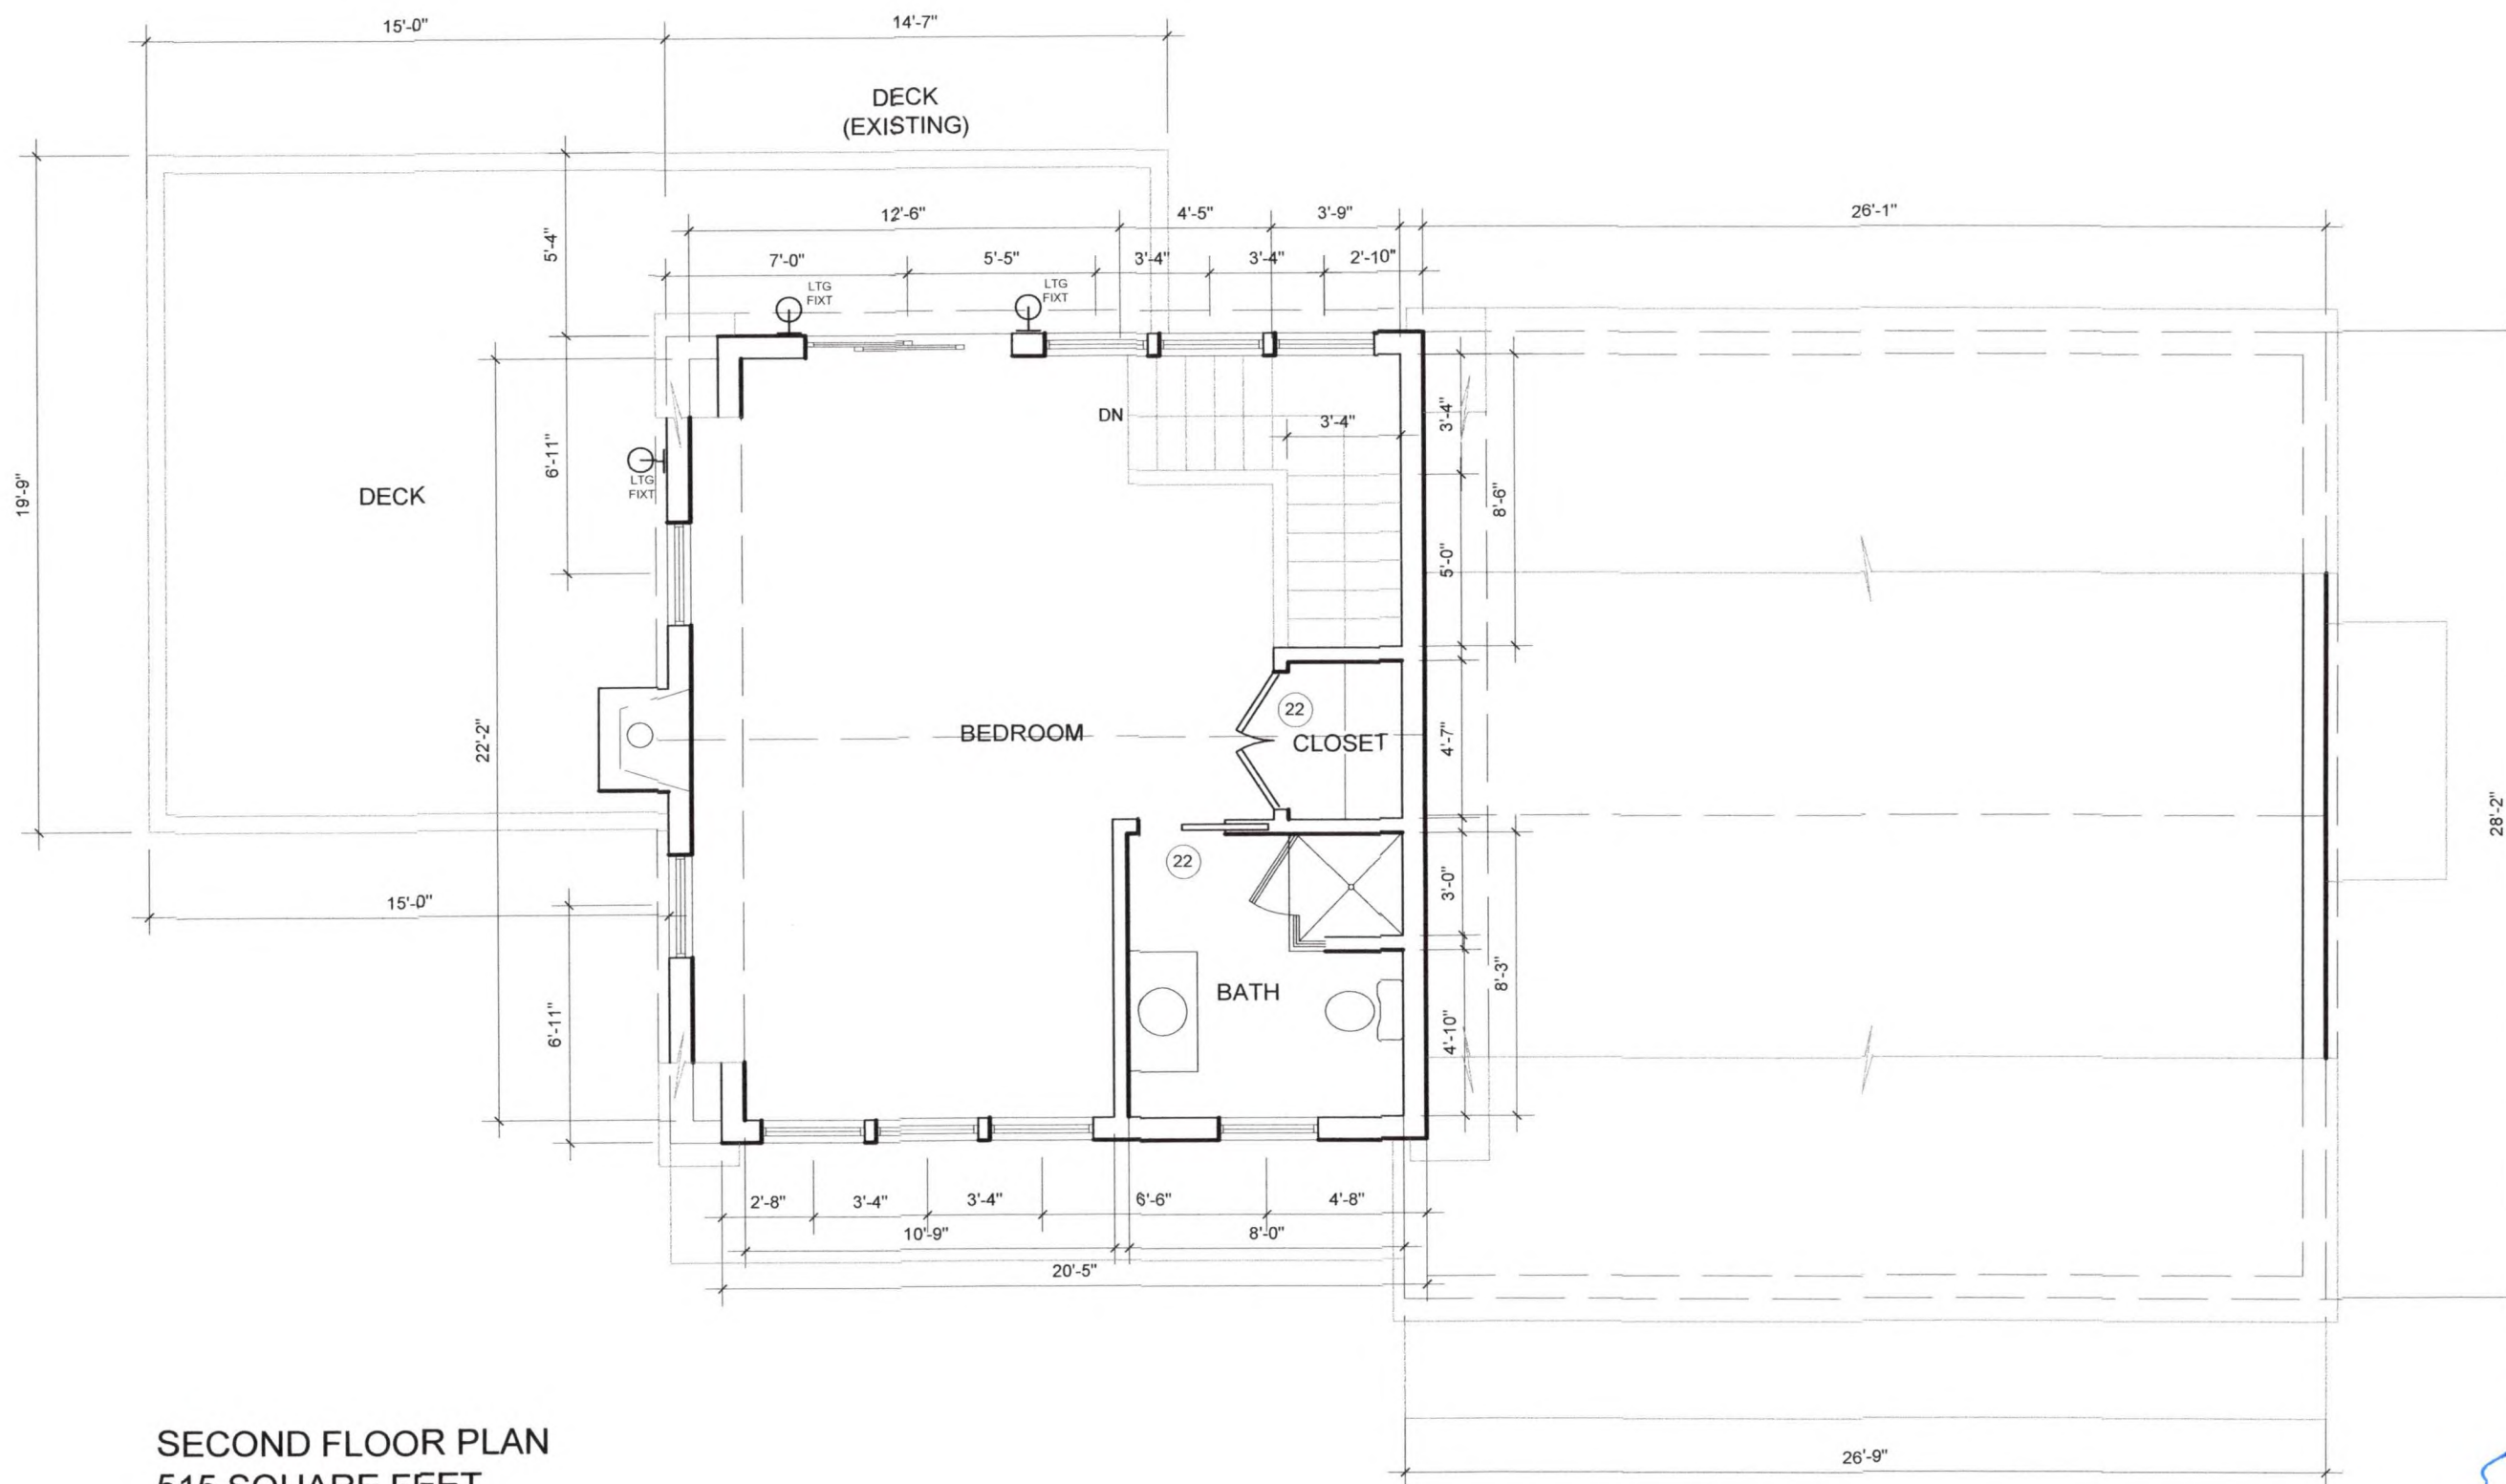 15'-0"
14'-7"
DECK
(EXISTING)
12'-6"
4'-5"
3'-9"
26'-1"
5'-4"
7'-0"
5'-5"
3'-4"
3'-4"
2'-10"
LTG
FIXT
LTG
FIXT
DN
3'-4"
3'-4"
6'-11"
LTG
FIXT
19'-9"
DECK
8'-6"
5'-0"
22
22'-2"
BEDROOM
CLOSET
4'-7"
28'-2"
22
15'-0"
3'-0"
8'-3"
BATH
6'-11"
4'-10"
2'-8"
3'-4"
3'-4"
6'-6"
4'-8"
10'-9"
8'-0"
20'-5"
SECOND FLOOR PLAN
515 SQUARE FEET
26'-9"